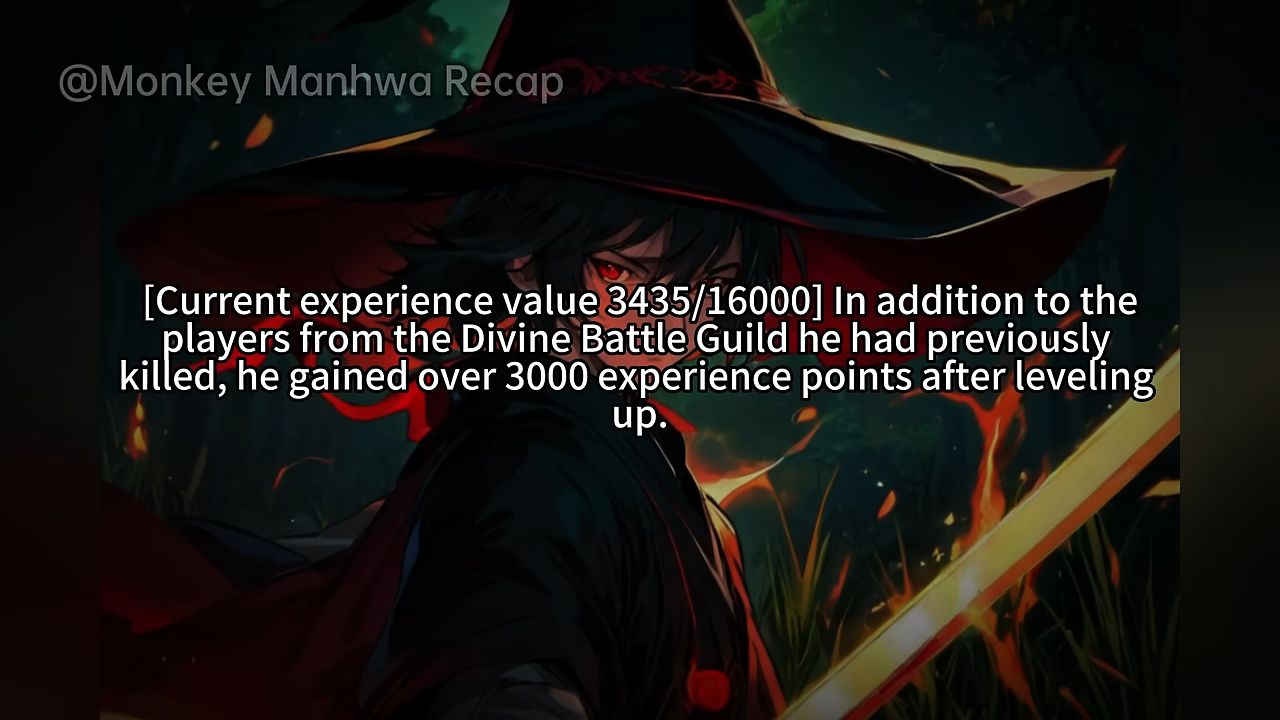 @Monkey Manhwa Recap
[Current experience value 3435/16000] In addition to the
players from the Divine Battle Guild he had previously
killed, he gained over 3000 experience points after leveling
up.